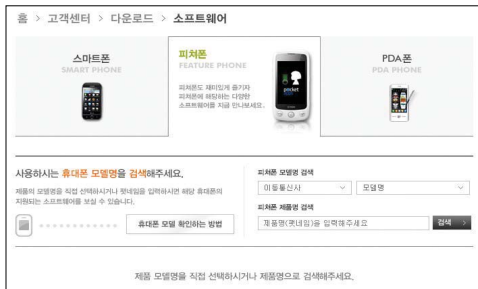 홈 > 고객센터 > 다운로드 > 소프트웨어
스마트폰
SMART PHONE
피쳐폰
FEATURE PHONE
피쳐폰도 재미있게 즐기자
피쳐폰에 해당하는 다양한
소프트웨어를 지금 만나보세요.
pocket
PDA폰
PDA PHONE
사용하시는 휴대폰 모델명을 검색해주세요.
제품의 모델명을 직접 선택하시거나 펫네임을 입력하시면 해당 휴대폰의
지원되는 소프트웨어를 보실 수 있습니다.
휴대폰 모델 확인하는 방법
피쳐폰 모델명 검색
이동통신사
모델명
피쳐폰 제품명 검색
제품명(펫네임)을 입력해주세요
검색 >
제품 모델명을 직접 선택하시거나 제품명으로 검색해주세요.